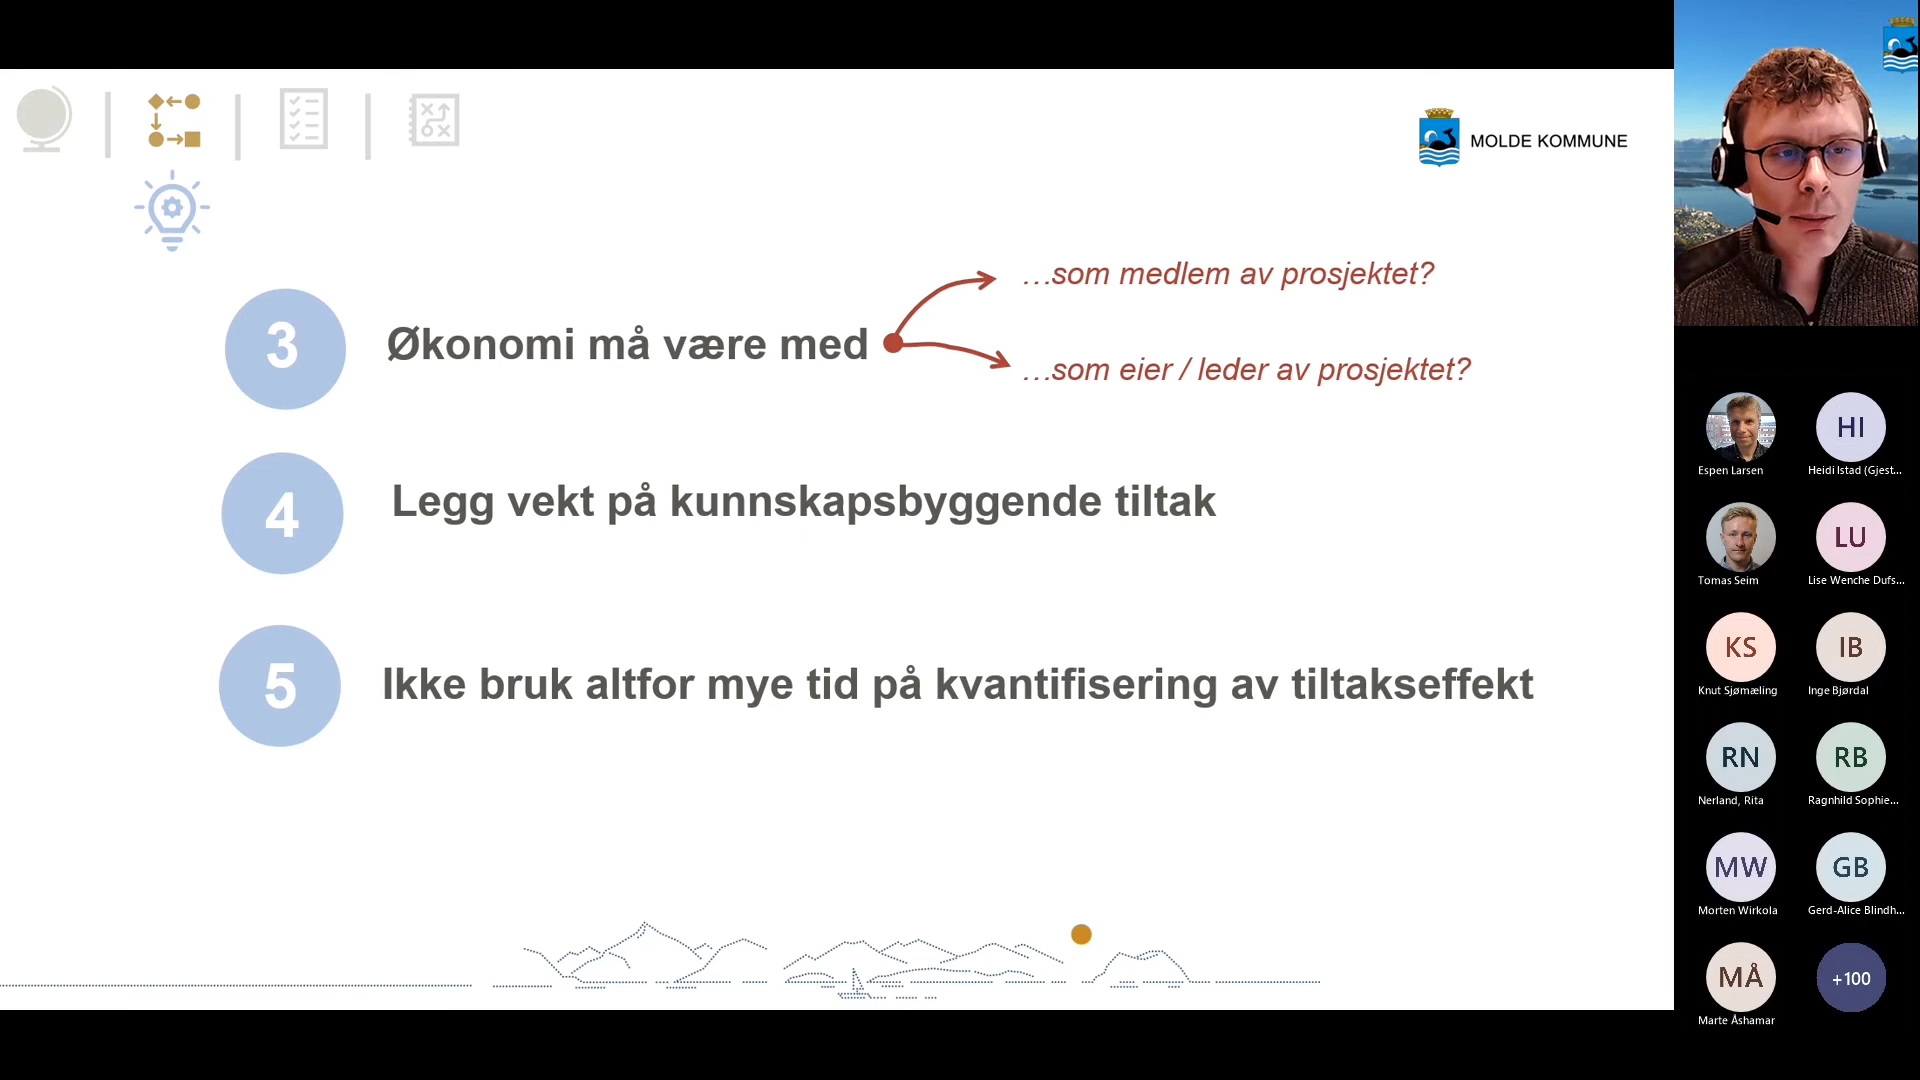 MOLDE KOMMUNE
3
Økonomi må være med
…som medlem av prosjektet?
…som eier / leder av prosjektet?
4
Legg vekt på kunnskapsbyggende tiltak
5
Ikke bruk altfor mye tid på kvantifisering av tiltakseffekt
Espen Larsen
HI
Heidi Istad (Gjest...
Tomas Seim
LU
Lise Wenche Dufs...
KS
Knut Sjømæling
IB
Inge Bjørdal
RN
Nerland, Rita
RB
Ragnhild Sophie...
MW
Morten Wirkola
GB
Gerd-Alice Blindh...
MÅ
Marte Åshamar
+100